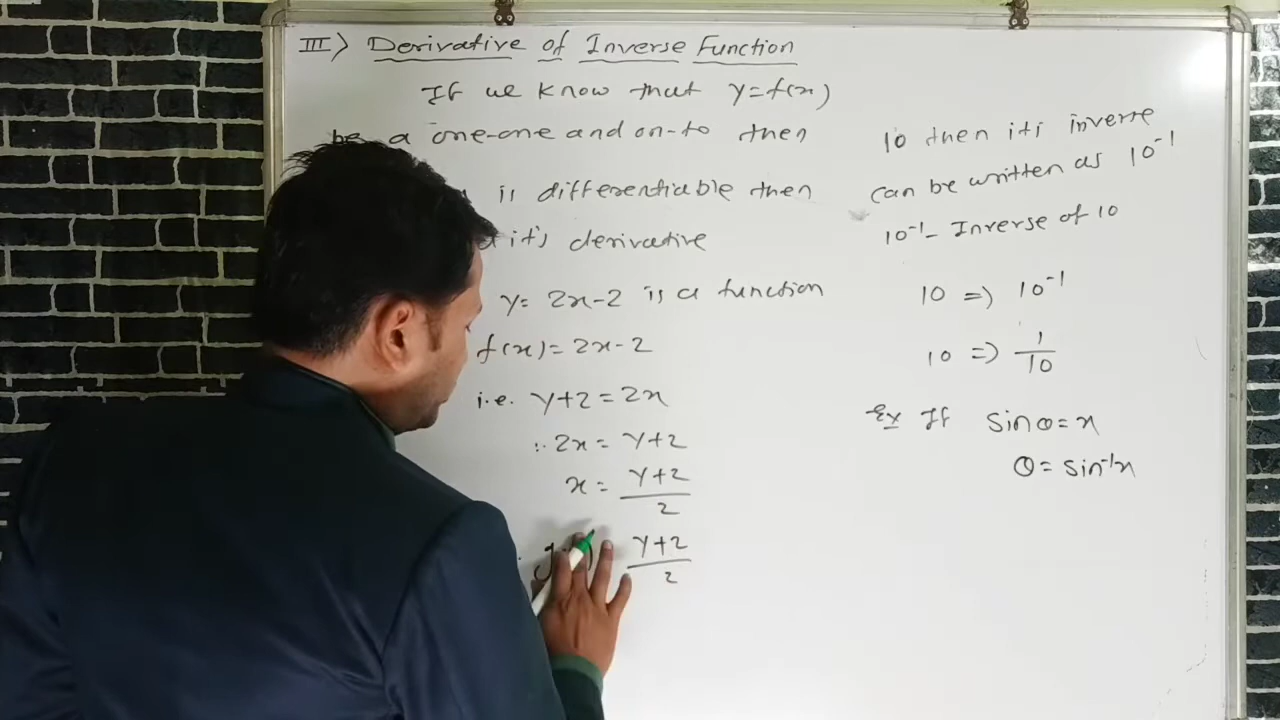 III) Derivative of Inverse Function
If we know that y=f(x)
be a one-one and on-to then
is differentiable then
it's derivative
y= 2x-2 is a function
f(x)=2x-2
i.e. y+2=2x
∴ 2x= y+2
x= y+2/2
y+2/2
10 then it's inverse
can be written as 10⁻¹
10⁻¹- Inverse of 10
10 => 10⁻¹
10 => 1/10
Ex If sinθ=x
θ= sin⁻¹x